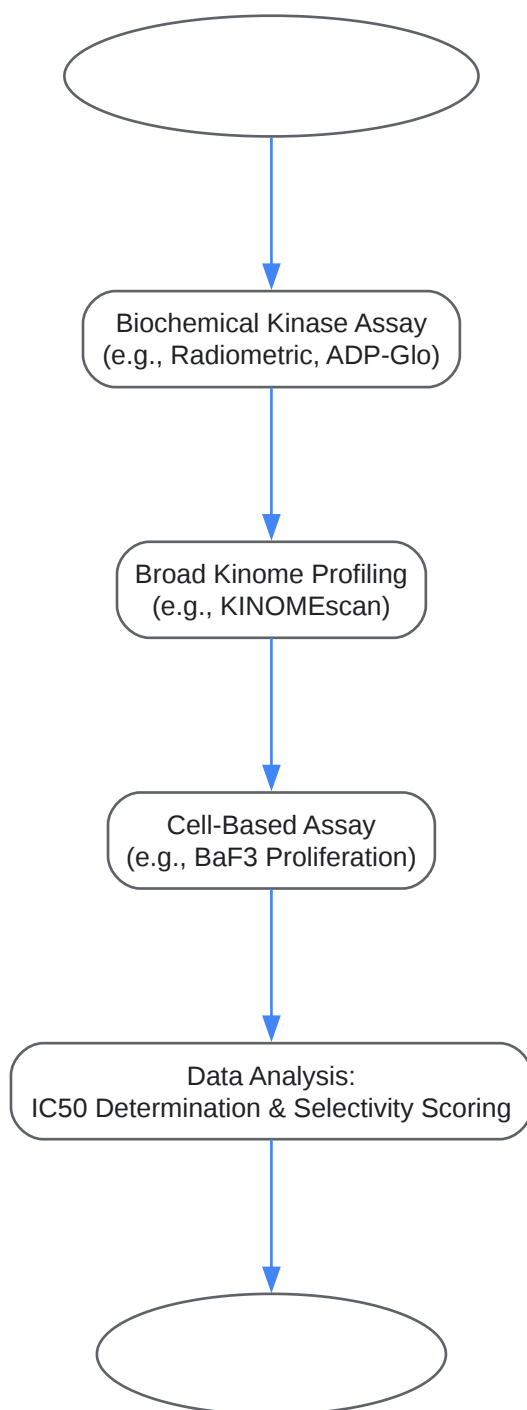 Biochemical Kinase Assay
(e.g., Radiometric, ADP-Glo)
Broad Kinome Profiling
(e.g., KINOMEscan)
Cell-Based Assay
(e.g., BaF3 Proliferation)
Data Analysis:
IC50 Determination & Selectivity Scoring